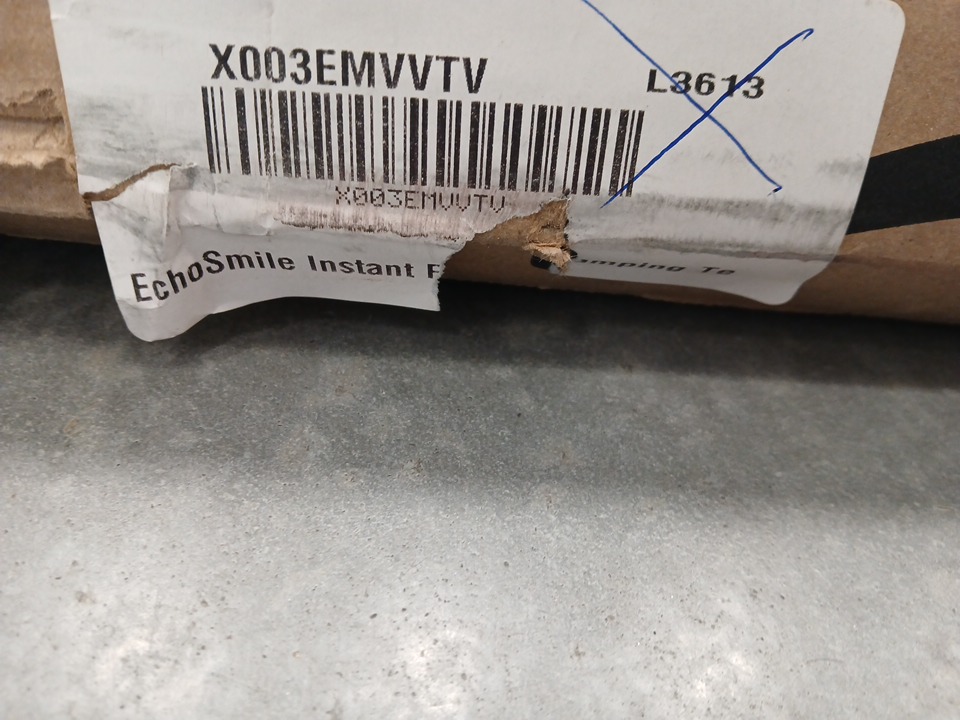 X003EMVVTV
L3613
X003EMVVTV
EchoSmile Instant